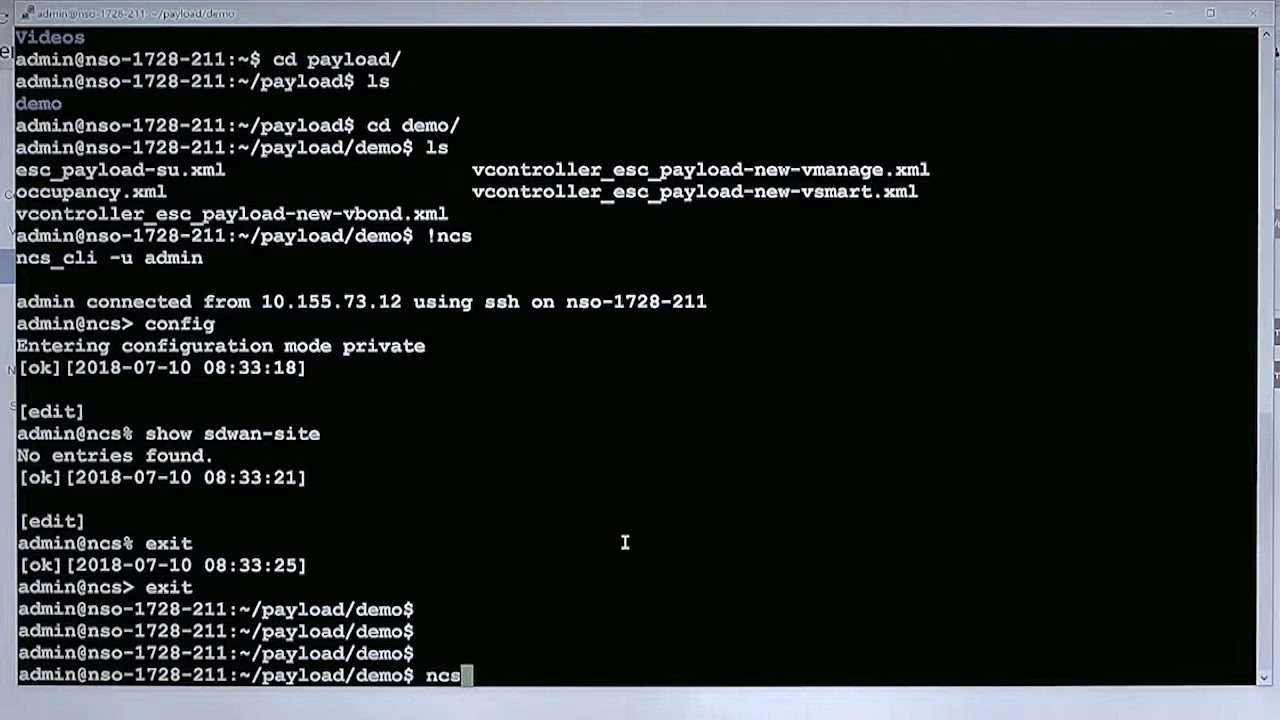 admin@nso-1728-211: ~/payload/demo
Videos
admin@nso-1728-211:~$ cd payload/
admin@nso-1728-211:~/payload$ ls
demo
admin@nso-1728-211:~/payload$ cd demo/
admin@nso-1728-211:~/payload/demo$ ls
esc_payload-su.xml vcontroller_esc_payload-new-vmanage.xml
occupancy.xml vcontroller_esc_payload-new-vsmart.xml
vcontroller_esc_payload-new-vbond.xml
admin@nso-1728-211:~/payload/demo$ !ncs
ncs_cli -u admin
admin connected from 10.155.73.12 using ssh on nso-1728-211
admin@ncs> config
Entering configuration mode private
[ok][2018-07-10 08:33:18]
[edit]
admin@ncs% show sdwan-site
No entries found.
[ok][2018-07-10 08:33:21]
[edit]
admin@ncs% exit
[ok][2018-07-10 08:33:25]
admin@ncs> exit
admin@nso-1728-211:~/payload/demo$
admin@nso-1728-211:~/payload/demo$
admin@nso-1728-211:~/payload/demo$
admin@nso-1728-211:~/payload/demo$ ncs